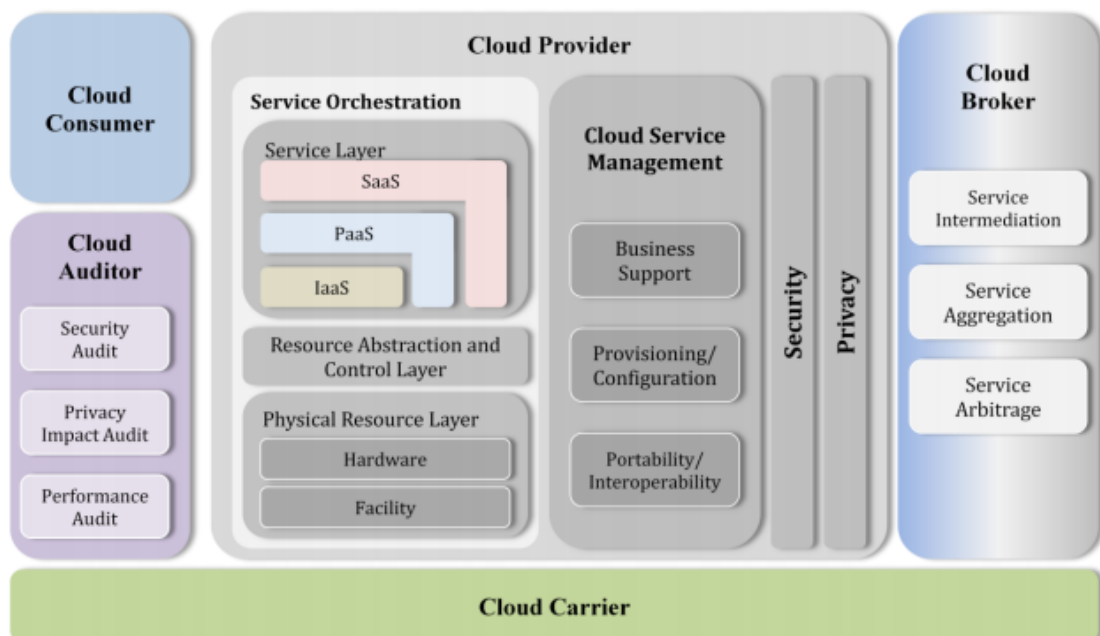 Cloud
Consumer
Cloud
Auditor
Security
Audit
Privacy
Impact Audit
Performance
Audit
Cloud Provider
Service Orchestration
Service Layer
SaaS
PaaS
IaaS
Resource Abstraction and
Control Layer
Physical Resource Layer
Hardware
Facility
Cloud Service
Management
Business
Support
Provisioning/
Configuration
Portability/
Interoperability
Security
Privacy
Cloud
Broker
Service
Intermediation
Service
Aggregation
Service
Arbitrage
Cloud Carrier